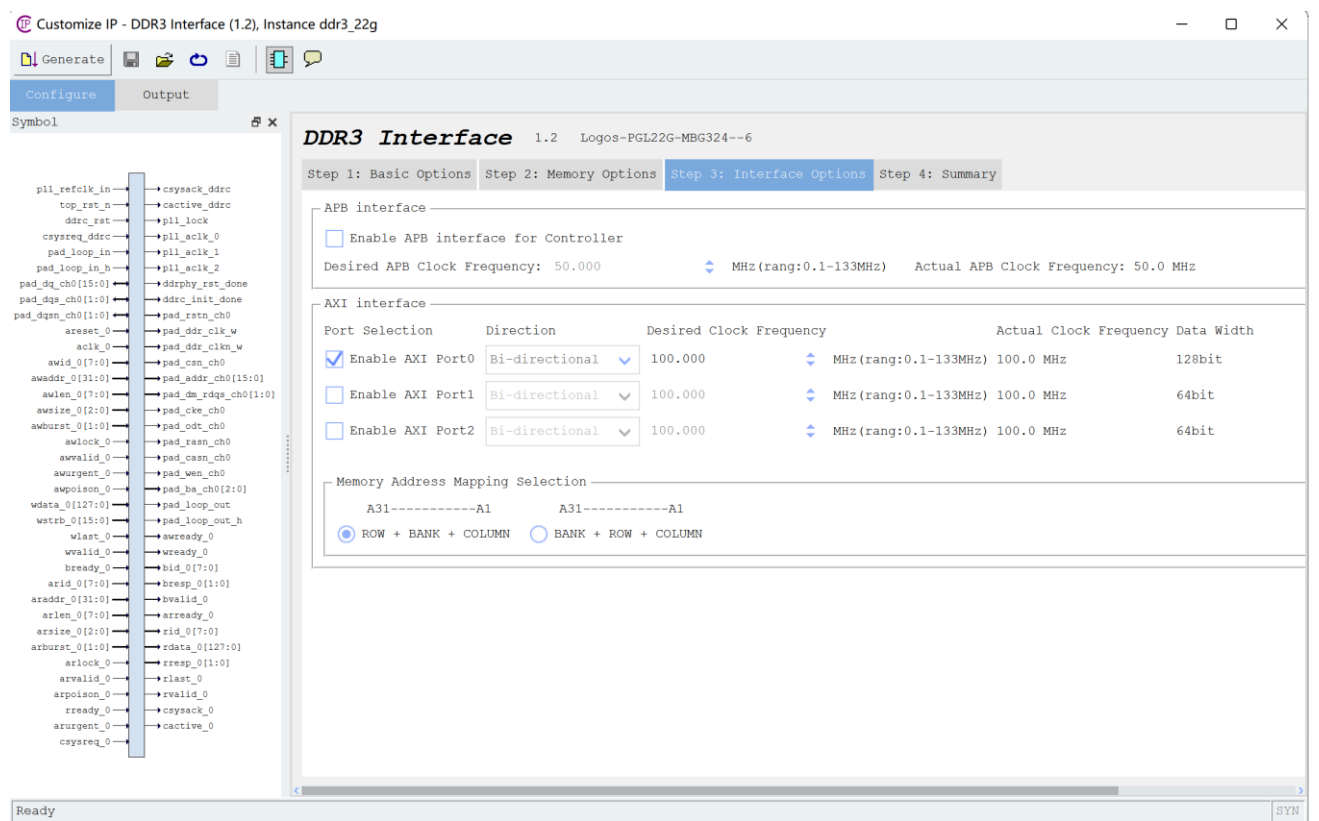 Customize IP - DDR3 Interface (1.2), Instance ddr3_22g
Generate
Configure Output
Symbol
DDR3 Interface 1.2 Logos-PGL22G-MBG324--6
Step 1: Basic Options Step 2: Memory Options Step 3: Interface Options Step 4: Summary
APB interface
Enable APB interface for Controller
Desired APB Clock Frequency: 50.000 MHz(rang:0.1-133MHz) Actual APB Clock Frequency: 50.0 MHz
AXI interface
Port Selection Direction Desired Clock Frequency Actual Clock Frequency Data Width
Enable AXI Port0 Bi-directional 100.000 MHz(rang:0.1-133MHz) 100.0 MHz 128bit
Enable AXI Port1 Bi-directional 100.000 MHz(rang:0.1-133MHz) 100.0 MHz 64bit
Enable AXI Port2 Bi-directional 100.000 MHz(rang:0.1-133MHz) 100.0 MHz 64bit
Memory Address Mapping Selection
A31-----------A1 A31-----------A1
ROW + BANK + COLUMN BANK + ROW + COLUMN
pll_refclk_in csysack_ddrc
top_rst_n cactive_ddrc
ddrc_rst pll_lock
csysreq_ddrc pll_aclk_0
pad_loop_in pll_aclk_1
pad_loop_in_h pll_aclk_2
pad_dq_ch0[15:0] ddrphy_rst_done
pad_dqs_ch0[1:0] ddrc_init_done
pad_dqsn_ch0[1:0] pad_rstn_ch0
areset_0 pad_ddr_clk_w
aclk_0 pad_ddr_clkn_w
awid_0[7:0] pad_csn_ch0
awaddr_0[31:0] pad_addr_ch0[15:0]
awlen_0[7:0] pad_dm_rdqs_ch0[1:0]
awsize_0[2:0] pad_cke_ch0
awburst_0[1:0] pad_odt_ch0
awlock_0 pad_rasn_ch0
awvalid_0 pad_casn_ch0
awurgent_0 pad_wen_ch0
awpoison_0 pad_ba_ch0[2:0]
wdata_0[127:0] pad_loop_out
wstrb_0[15:0] pad_loop_out_h
wlast_0 awready_0
wvalid_0 wready_0
bready_0 bid_0[7:0]
arid_0[7:0] bresp_0[1:0]
araddr_0[31:0] bvalid_0
arlen_0[7:0] arready_0
arsize_0[2:0] rid_0[7:0]
arburst_0[1:0] rdata_0[127:0]
arlock_0 rresp_0[1:0]
arvalid_0 rlast_0
arpoison_0 rvalid_0
rready_0 csysack_0
arurgent_0 cactive_0
csysreq_0
Ready SYN